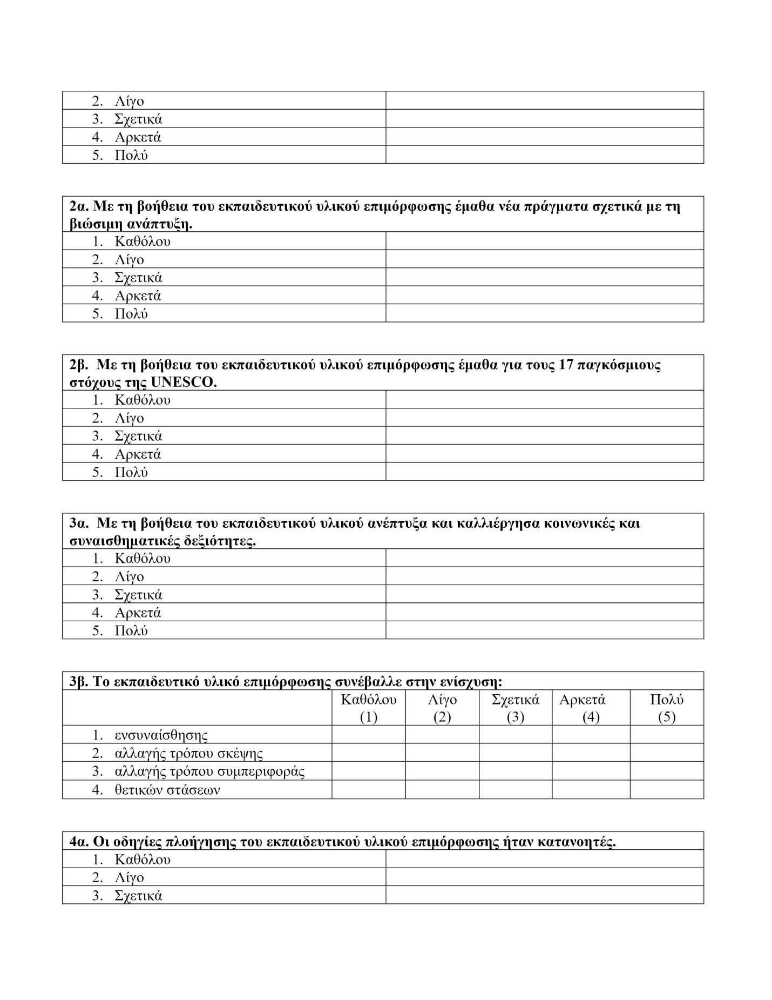 2. Λίγο
3. Σχετικά
4. Αρκετά
5. Πολύ
2α. Με τη βοήθεια του εκπαιδευτικού υλικού επιμόρφωσης έμαθα νέα πράγματα σχετικά με τη
βιώσιμη ανάπτυξη.
1. Καθόλου
2. Λίγο
3. Σχετικά
4. Αρκετά
5. Πολύ
2β. Με τη βοήθεια του εκπαιδευτικού υλικού επιμόρφωσης έμαθα για τους 17 παγκόσμιους
στόχους της UNESCO.
1. Καθόλου
2. Λίγο
3. Σχετικά
4. Αρκετά
5. Πολύ
3α. Με τη βοήθεια του εκπαιδευτικού υλικού ανέπτυξα και καλλιέργησα κοινωνικές και
συναισθηματικές δεξιότητες.
1. Καθόλου
2. Λίγο
3. Σχετικά
4. Αρκετά
5. Πολύ
3β. Το εκπαιδευτικό υλικό επιμόρφωσης συνέβαλλε στην ενίσχυση:
Καθόλου Λίγο Σχετικά Αρκετά Πολύ
(1) (2) (3) (4) (5)
1. ενσυναίσθησης
2. αλλαγής τρόπου σκέψης
3. αλλαγής τρόπου συμπεριφοράς
4. θετικών στάσεων
4α. Οι οδηγίες πλοήγησης του εκπαιδευτικού υλικού επιμόρφωσης ήταν κατανοητές.
1. Καθόλου
2. Λίγο
3. Σχετικά